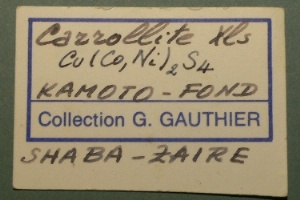 Carrollite Xls
Cu(Co,Ni)₂S₄
KAMOTO-FOND
Collection G. GAUTHIER
SHABA-ZAIRE